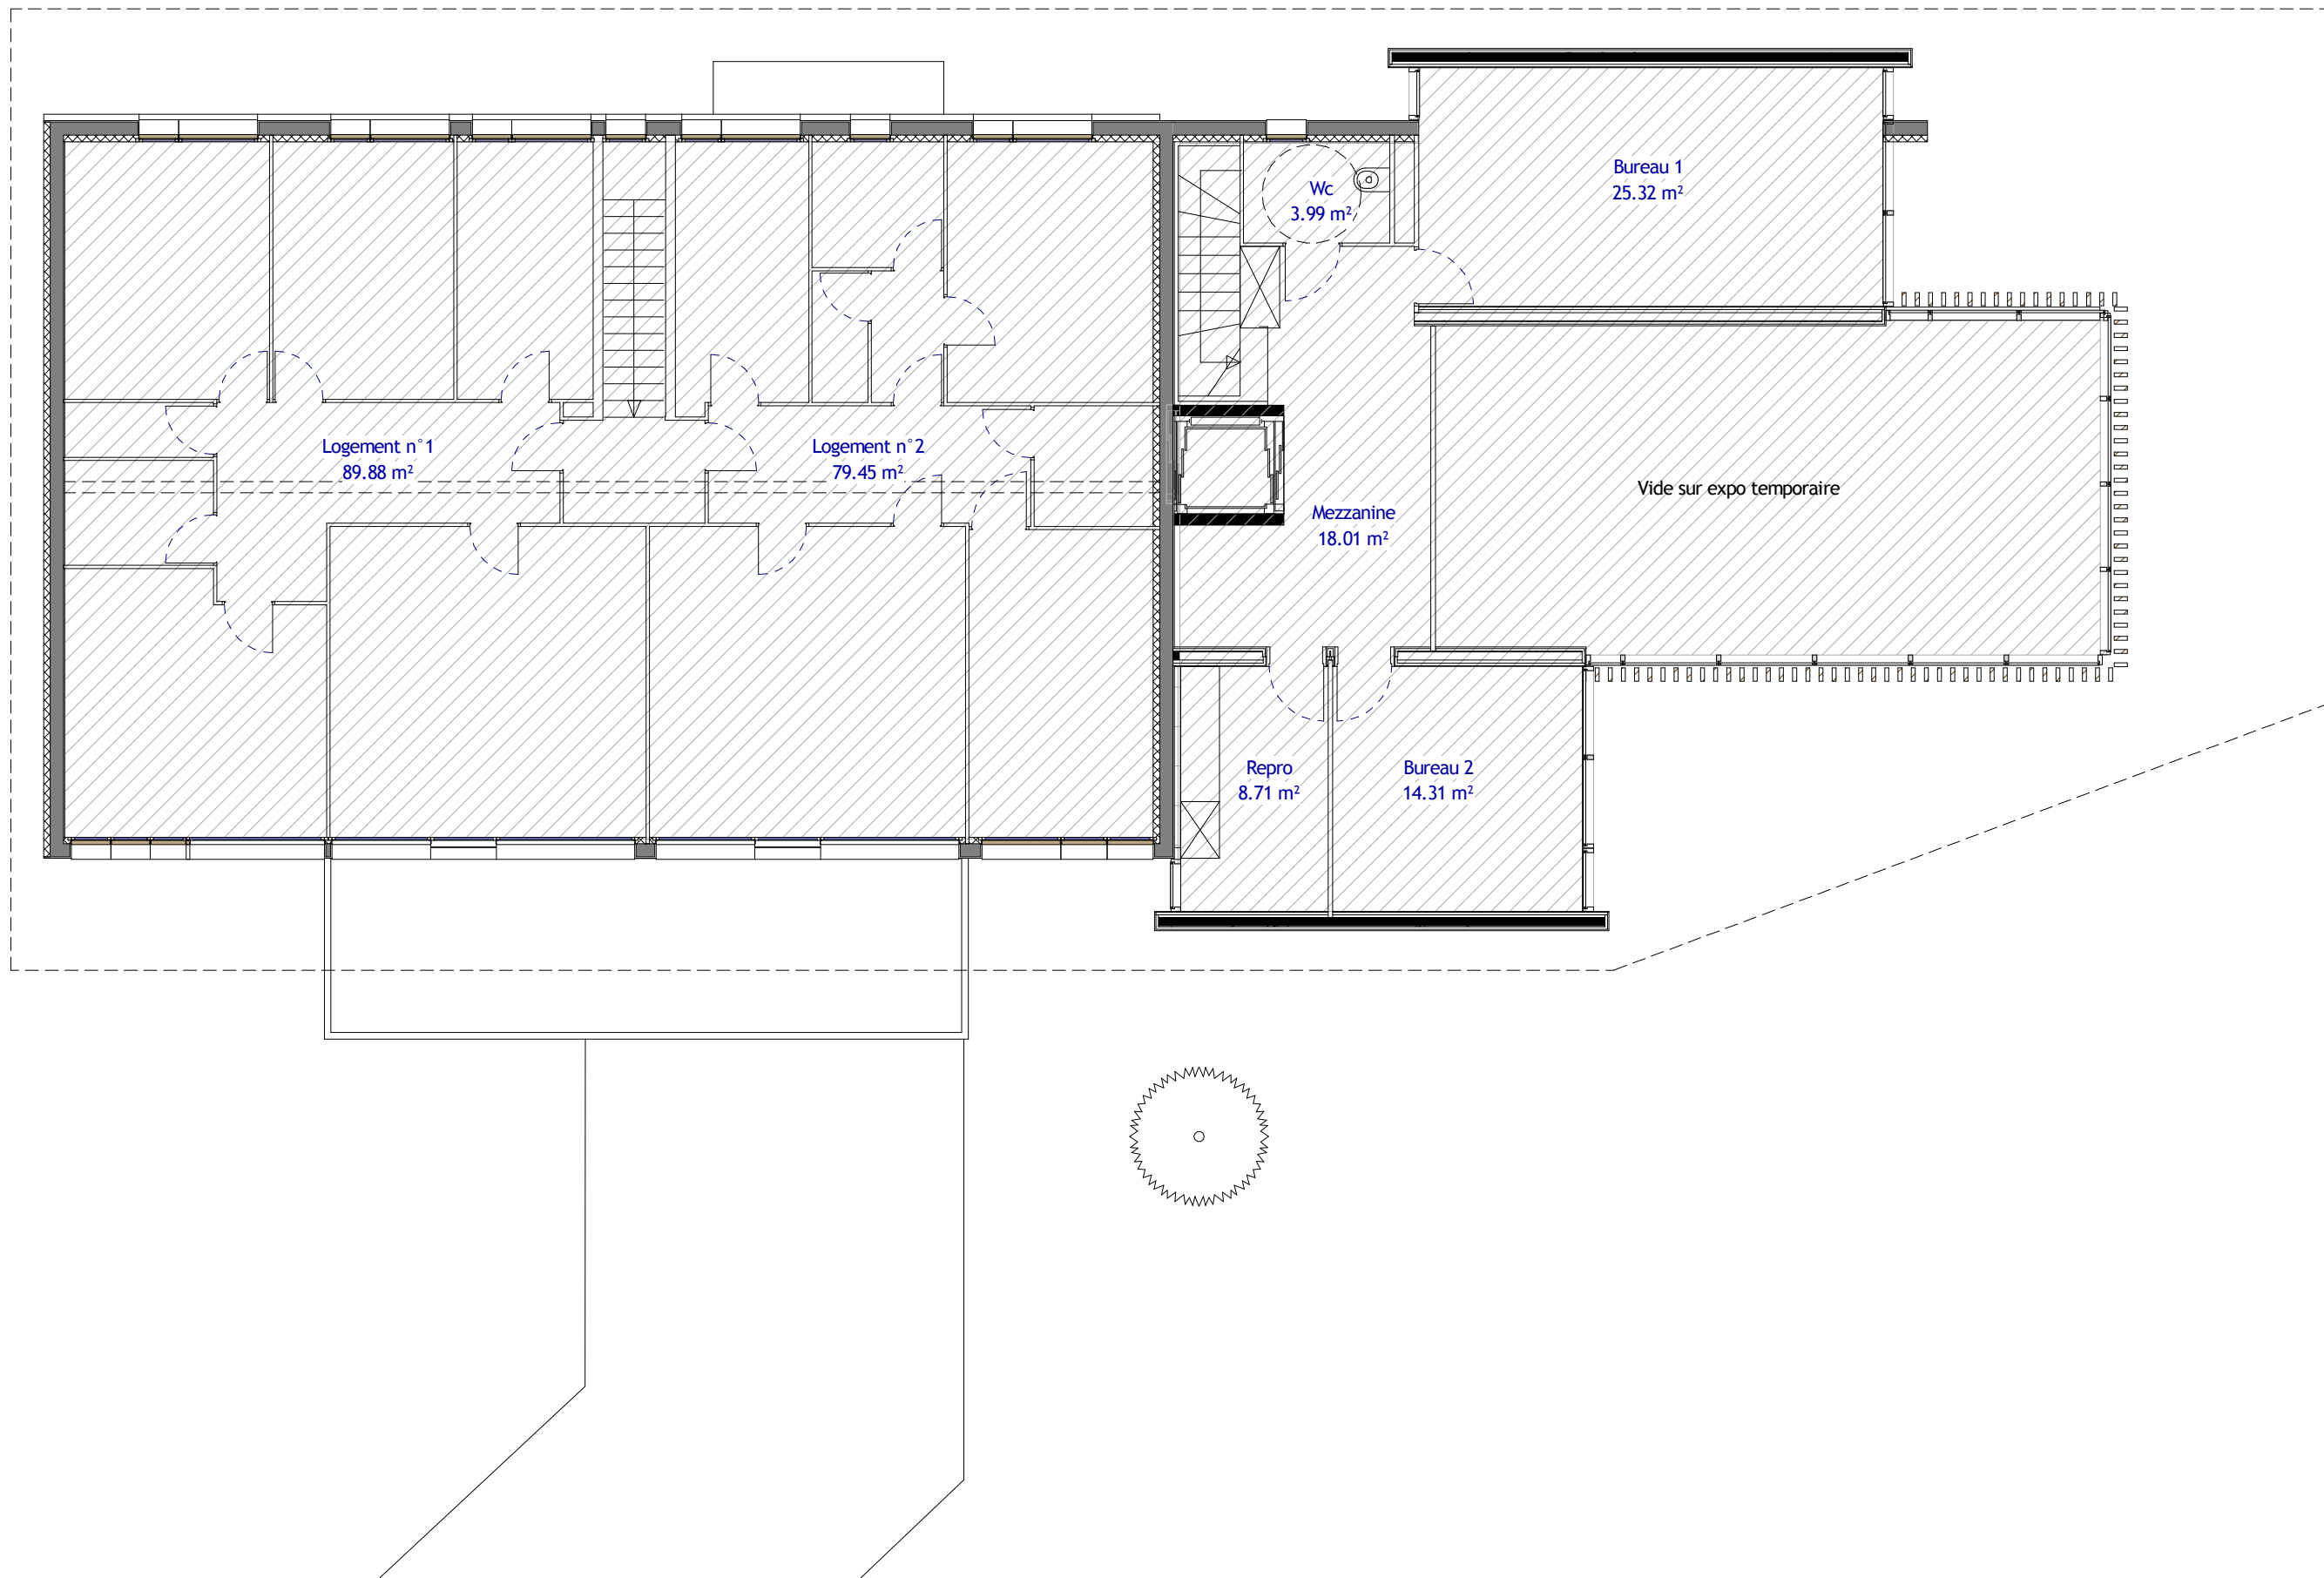 Bureau 1
25.32 m²
Wc
3.99 m²
Logement n°1
89.88 m²
Logement n°2
79.45 m²
Vide sur expo temporaire
Mezzanine
18.01 m²
Repro
8.71 m²
Bureau 2
14.31 m²